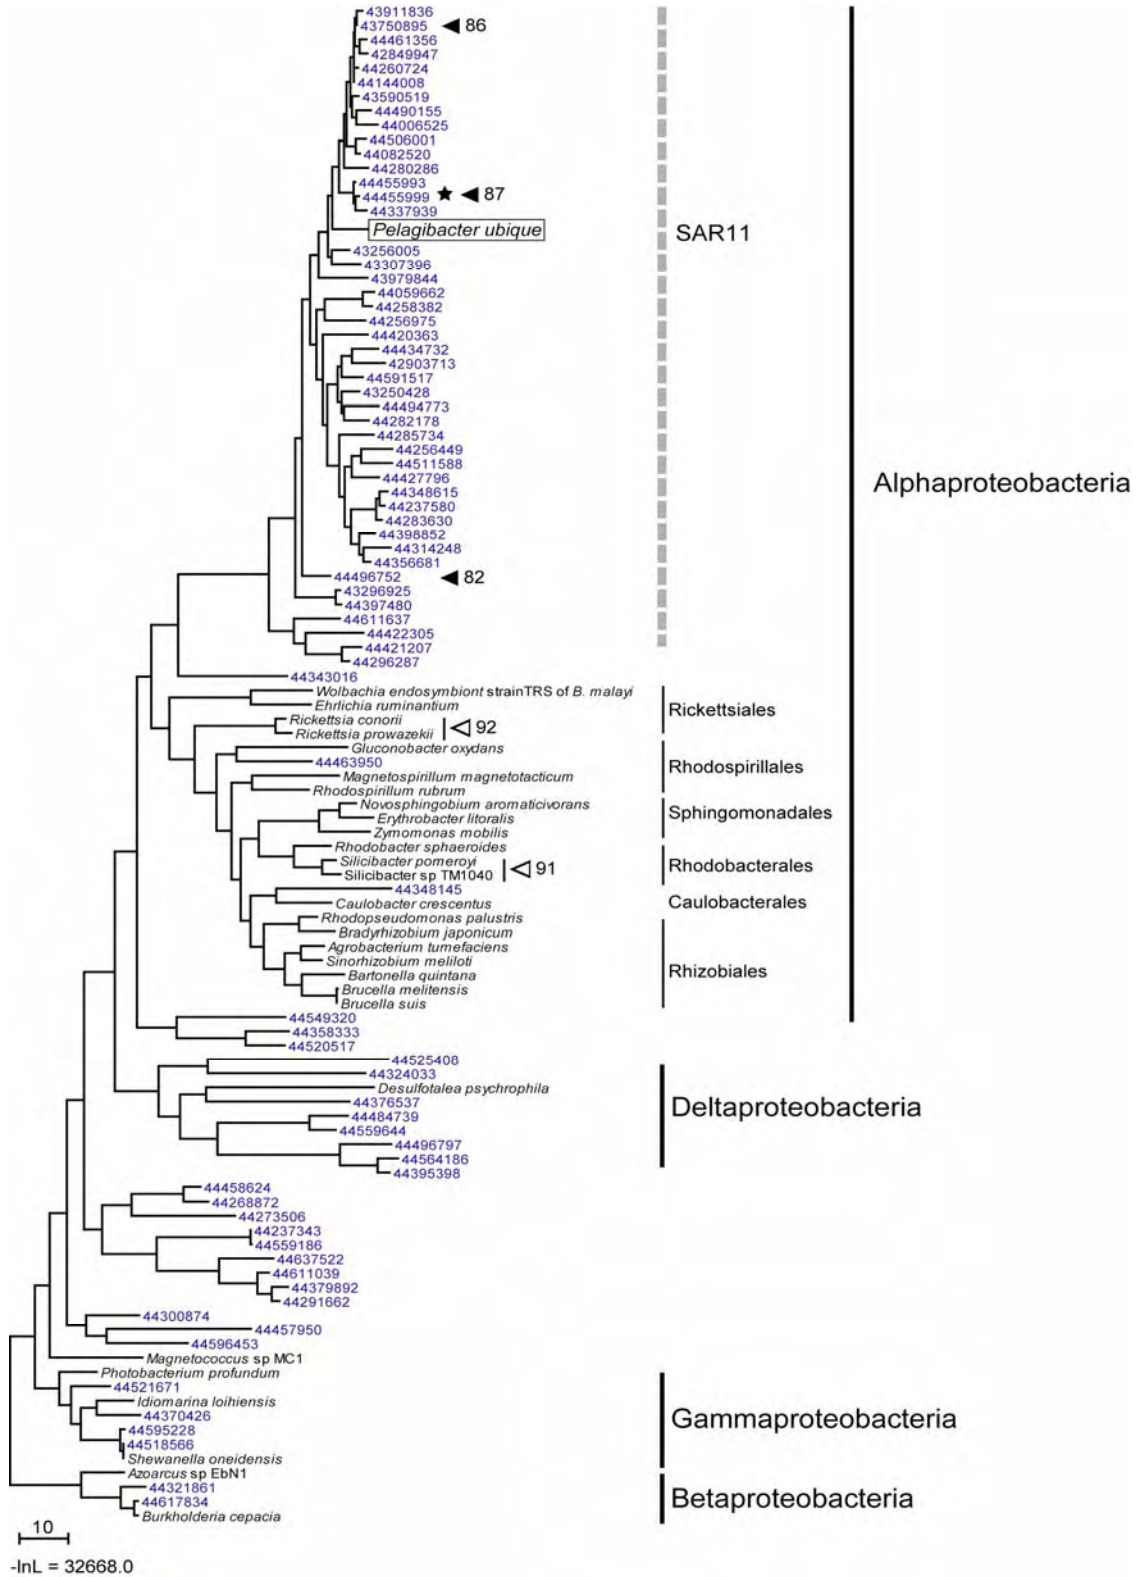 43911836
43750895 86
44461356
42849947
44260724
44144008
43590519
44490155
44006525
44506001
44082520
44280286
44455993
44455999 ★ 87
44337939
Pelagibacter ubique
SAR11
43256005
43307396
43979844
44059662
44258382
44256975
44420363
44434732
42903713
44591517
43250428
44494773
44282178
44285734
44256449
44511588
44427796
Alphaproteobacteria
44348615
44237580
44283630
44398852
44314248
44356681
44496752 82
43296925
44397480
44611637
44422305
44421207
44296287
44343016
Wolbachia endosymbiont strainTRS of B. malayi
Ehrlichia ruminantium
Rickettsiales
Rickettsia conorii
Rickettsia prowazekii
92
Gluconobacter oxydans
44463950
Rhodospirillales
Magnetospirillum magnetotacticum
Rhodospirillum rubrum
Novosphingobium aromaticivorans
Erythrobacter litoralis
Sphingomonadales
Zymomonas mobilis
Rhodobacter sphaeroides
Silicibacter pomeroyi
Silicibacter sp TM1040
91
Rhodobacterales
44348145
Caulobacter crescentus
Caulobacterales
Rhodopseudomonas palustris
Bradyrhizobium japonicum
Agrobacterium tumefaciens
Sinorhizobium meliloti
Rhizobiales
Bartonella quintana
Brucella melitensis
Brucella suis
44549320
44358333
44520517
44525408
44324033
Desulfotalea psychrophila
44376537
Deltaproteobacteria
44484739
44559644
44496797
44564186
44395398
44458624
44268872
44273506
44237343
44559186
44637522
44611039
44379892
44291662
44300874
44457950
44596453
Magnetococcus sp MC1
Photobacterium profundum
44521671
Idiomarina loihiensis
44370426
Gammaproteobacteria
44595228
44518566
Shewanella oneidensis
Azoarcus sp EbN1
44321861
44617834
Betaproteobacteria
Burkholderia cepacia
10
-lnL = 32668.0